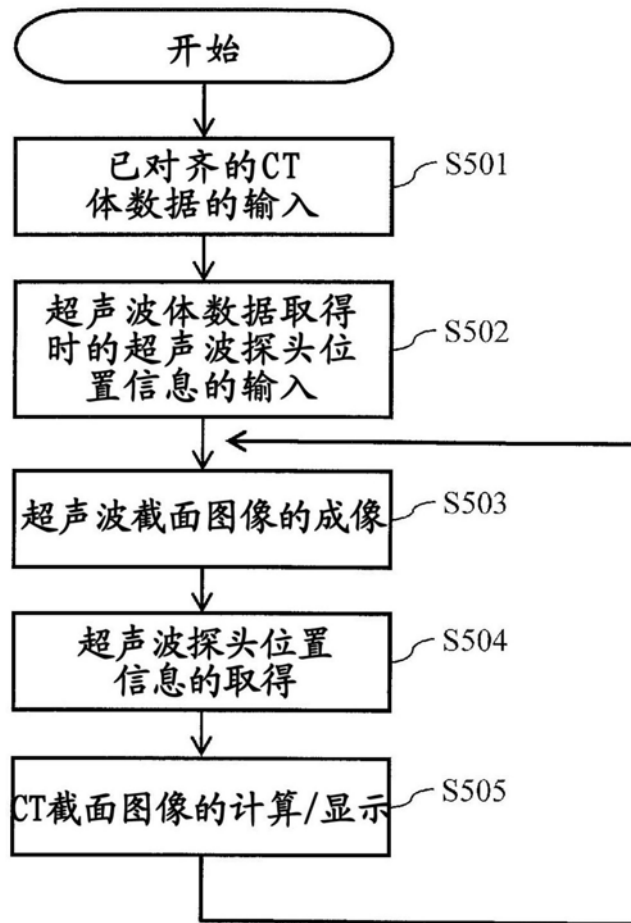 开始
已对齐的CT
体数据的输入
S501
超声波体数据取得
时的超声波探头位
置信息的输入
S502
超声波截面图像的成像
S503
超声波探头位置
信息的取得
S504
CT截面图像的计算/显示
S505